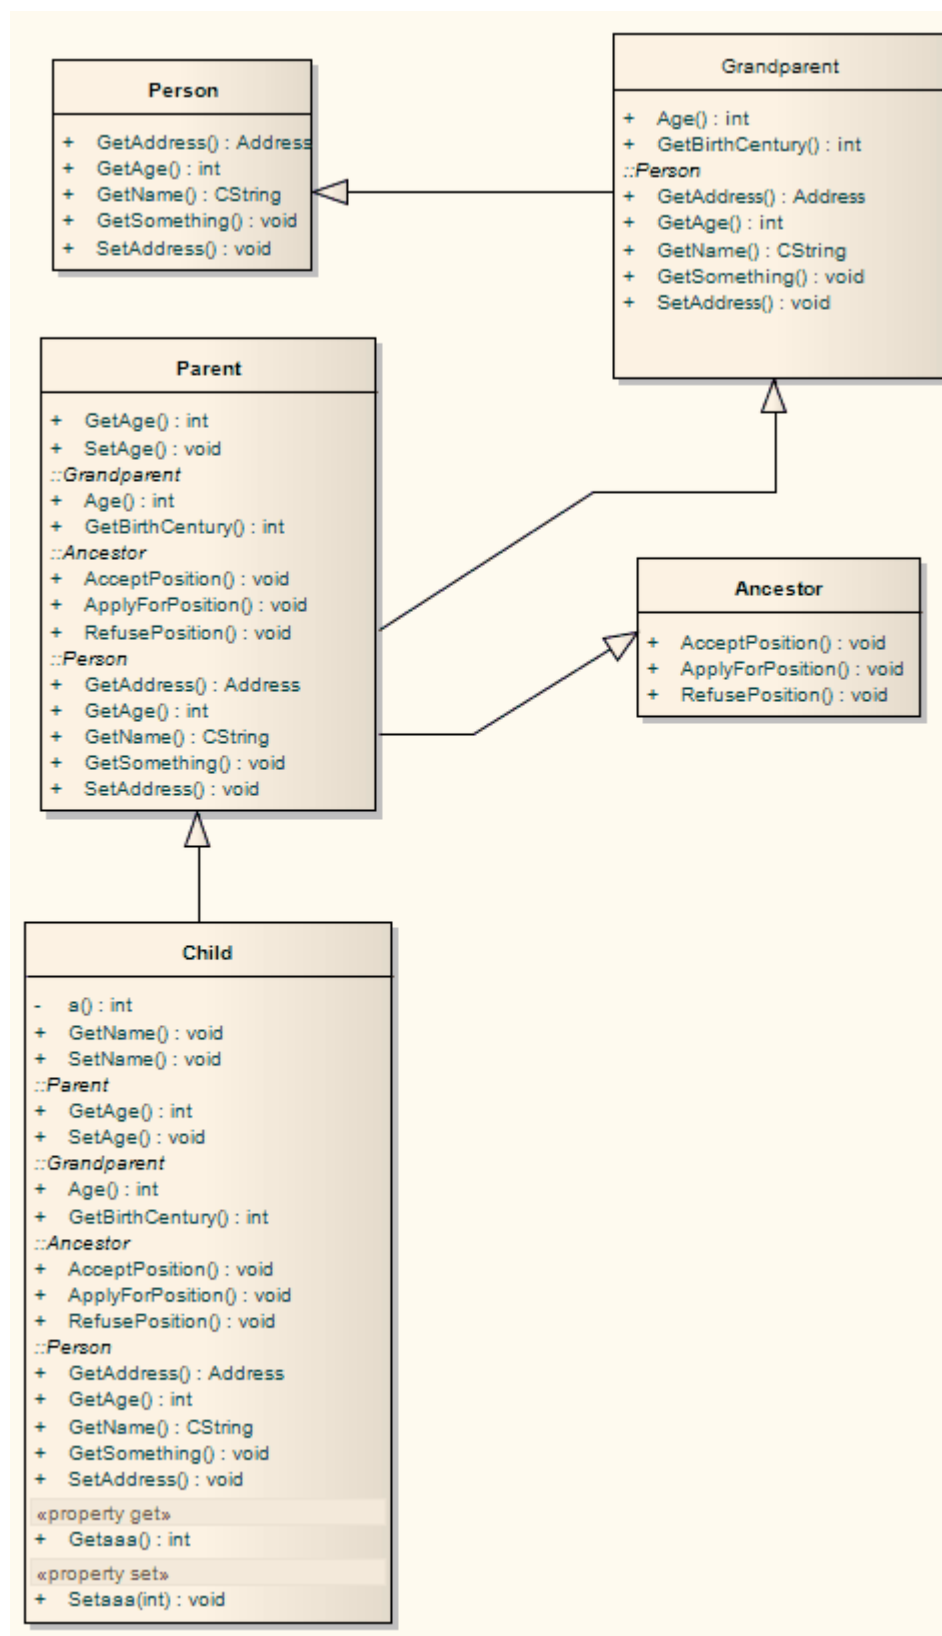 Person
+ GetAddress() : Address
+ GetAge() : int
+ GetName() : CString
+ GetSomething() : void
+ SetAddress() : void
Grandparent
+ Age() : int
+ GetBirthCentury() : int
::Person
+ GetAddress() : Address
+ GetAge() : int
+ GetName() : CString
+ GetSomething() : void
+ SetAddress() : void
Parent
+ GetAge() : int
+ SetAge() : void
::Grandparent
+ Age() : int
+ GetBirthCentury() : int
::Ancestor
+ AcceptPosition() : void
+ ApplyForPosition() : void
+ RefusePosition() : void
::Person
+ GetAddress() : Address
+ GetAge() : int
+ GetName() : CString
+ GetSomething() : void
+ SetAddress() : void
Ancestor
+ AcceptPosition() : void
+ ApplyForPosition() : void
+ RefusePosition() : void
Child
- a() : int
+ GetName() : void
+ SetName() : void
::Parent
+ GetAge() : int
+ SetAge() : void
::Grandparent
+ Age() : int
+ GetBirthCentury() : int
::Ancestor
+ AcceptPosition() : void
+ ApplyForPosition() : void
+ RefusePosition() : void
::Person
+ GetAddress() : Address
+ GetAge() : int
+ GetName() : CString
+ GetSomething() : void
+ SetAddress() : void
«property get»
+ Getaaa() : int
«property set»
+ Setaaa(int) : void